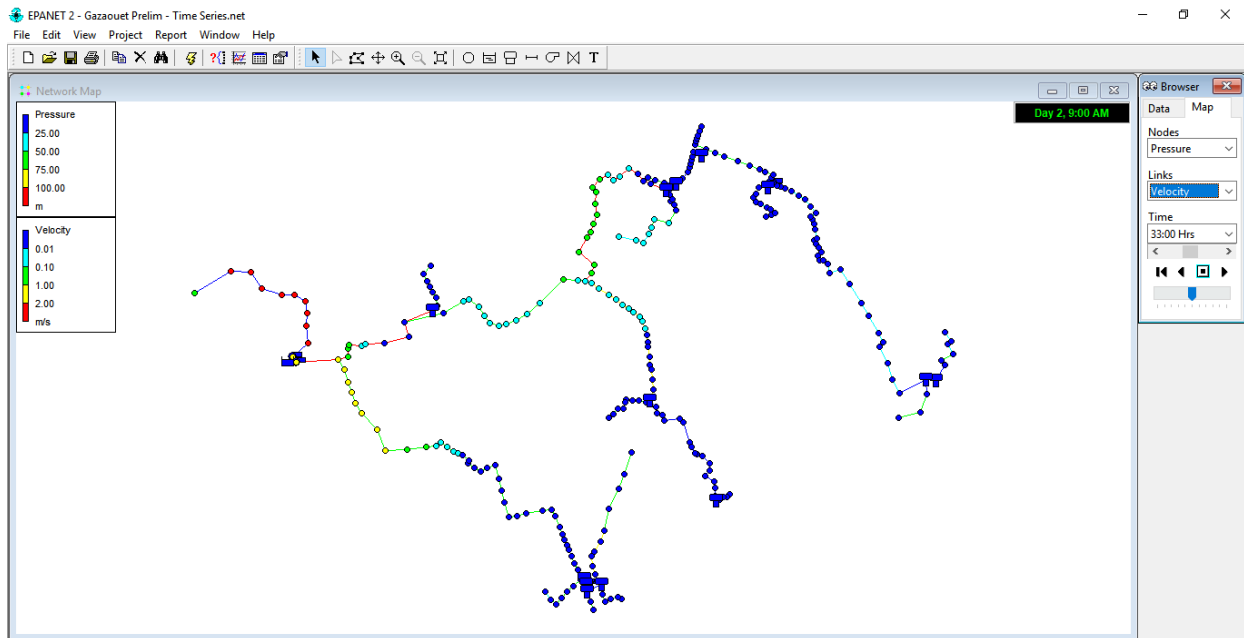 EPANET 2 - Gazaouet Prelim - Time Series.net
File Edit View Project Report Window Help
T
Network Map
Browser
Data Map
Pressure
25.00
50.00
75.00
100.00
m
Velocity
0.01
0.10
1.00
2.00
m/s
Day 2, 9:00 AM
Nodes
Pressure
Links
Velocity
Time
33:00 Hrs